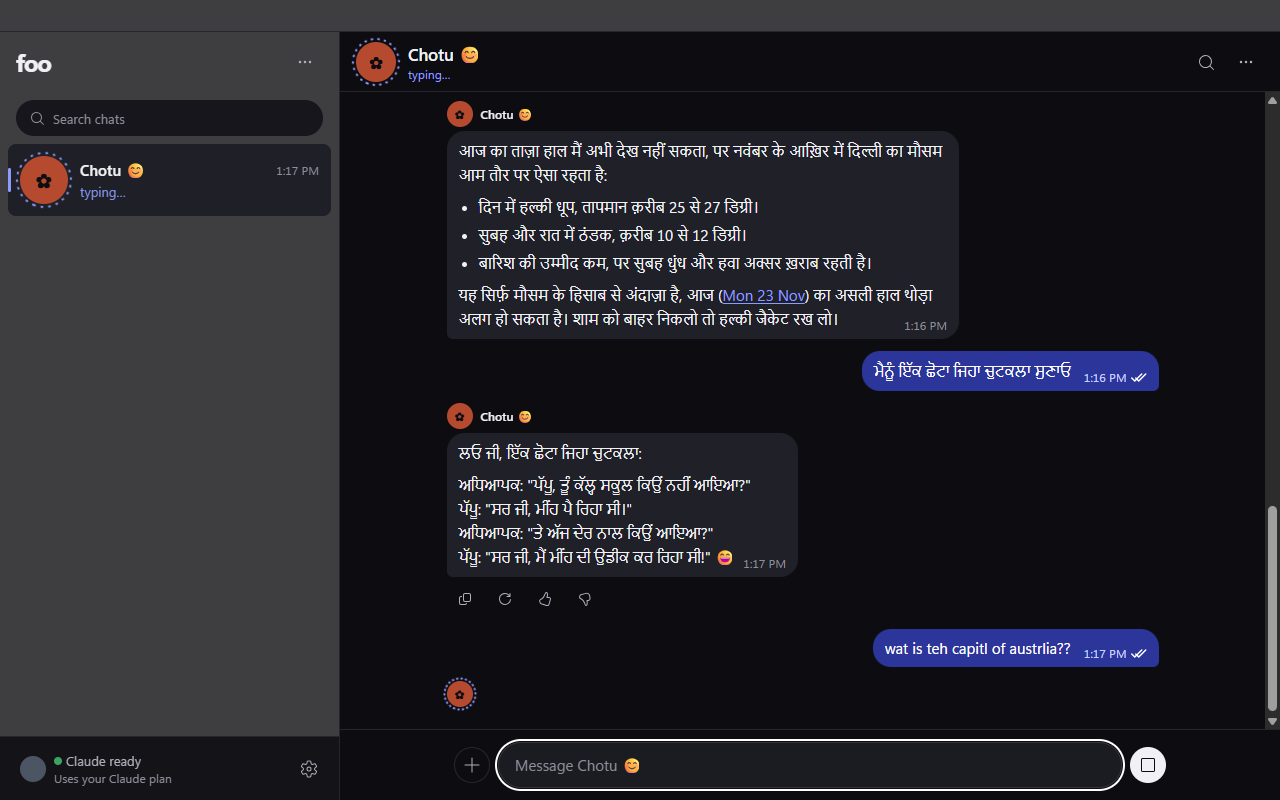 foo
Search chats
Chotu 😊
1:17 PM
typing...
Claude ready
Uses your Claude plan
Chotu 😊
typing...
Chotu 😊
आज का ताज़ा हाल मैं अभी देख नहीं सकता, पर नवंबर के आख़िर में दिल्ली का मौसम
आम तौर पर ऐसा रहता है:
• दिन में हल्की धूप, तापमान क़रीब 25 से 27 डिग्री।
• सुबह और रात में ठंडक, क़रीब 10 से 12 डिग्री।
• बारिश की उम्मीद कम, पर सुबह धुंध और हवा अक्सर ख़राब रहती है।
यह सिर्फ़ मौसम के हिसाब से अंदाज़ा है, आज (Mon 23 Nov) का असली हाल थोड़ा
अलग हो सकता है। शाम को बाहर निकलो तो हल्की जैकेट रख लो।
1:16 PM
ਮੈਨੂੰ ਇੱਕ ਛੋਟਾ ਜਿਹਾ ਚੁਟਕਲਾ ਸੁਣਾਓ
1:16 PM
Chotu 😊
ਲਓ ਜੀ, ਇੱਕ ਛੋਟਾ ਜਿਹਾ ਚੁਟਕਲਾ:
ਅਧਿਆਪਕ: "ਪੱਪੂ, ਤੂੰ ਕੱਲ੍ਹ ਸਕੂਲ ਕਿਉਂ ਨਹੀਂ ਆਇਆ?"
ਪੱਪੂ: "ਸਰ ਜੀ, ਮੀਂਹ ਪੈ ਰਿਹਾ ਸੀ।"
ਅਧਿਆਪਕ: "ਤੇ ਅੱਜ ਦੇਰ ਨਾਲ ਕਿਉਂ ਆਇਆ?"
ਪੱਪੂ: "ਸਰ ਜੀ, ਮੈਂ ਮੀਂਹ ਦੀ ਉਡੀਕ ਕਰ ਰਿਹਾ ਸੀ!" 😄
1:17 PM
wat is teh capitl of austrlia??
1:17 PM
Message Chotu 😊